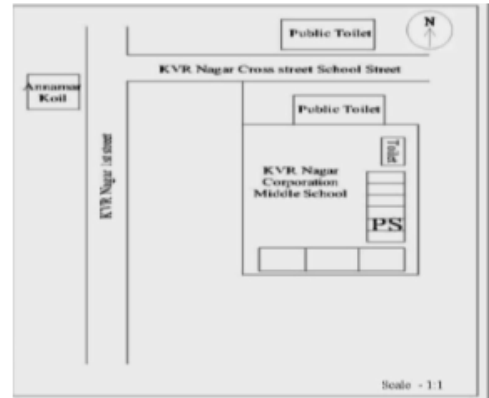 Public Toilet
N
KVR Nagar Cross street School Street
Annamar
Koil
Public Toilet
KVR Nagar 1st street
Toilet
KVR Nagar
Corporation
Middle School
PS
Scale - 1:1